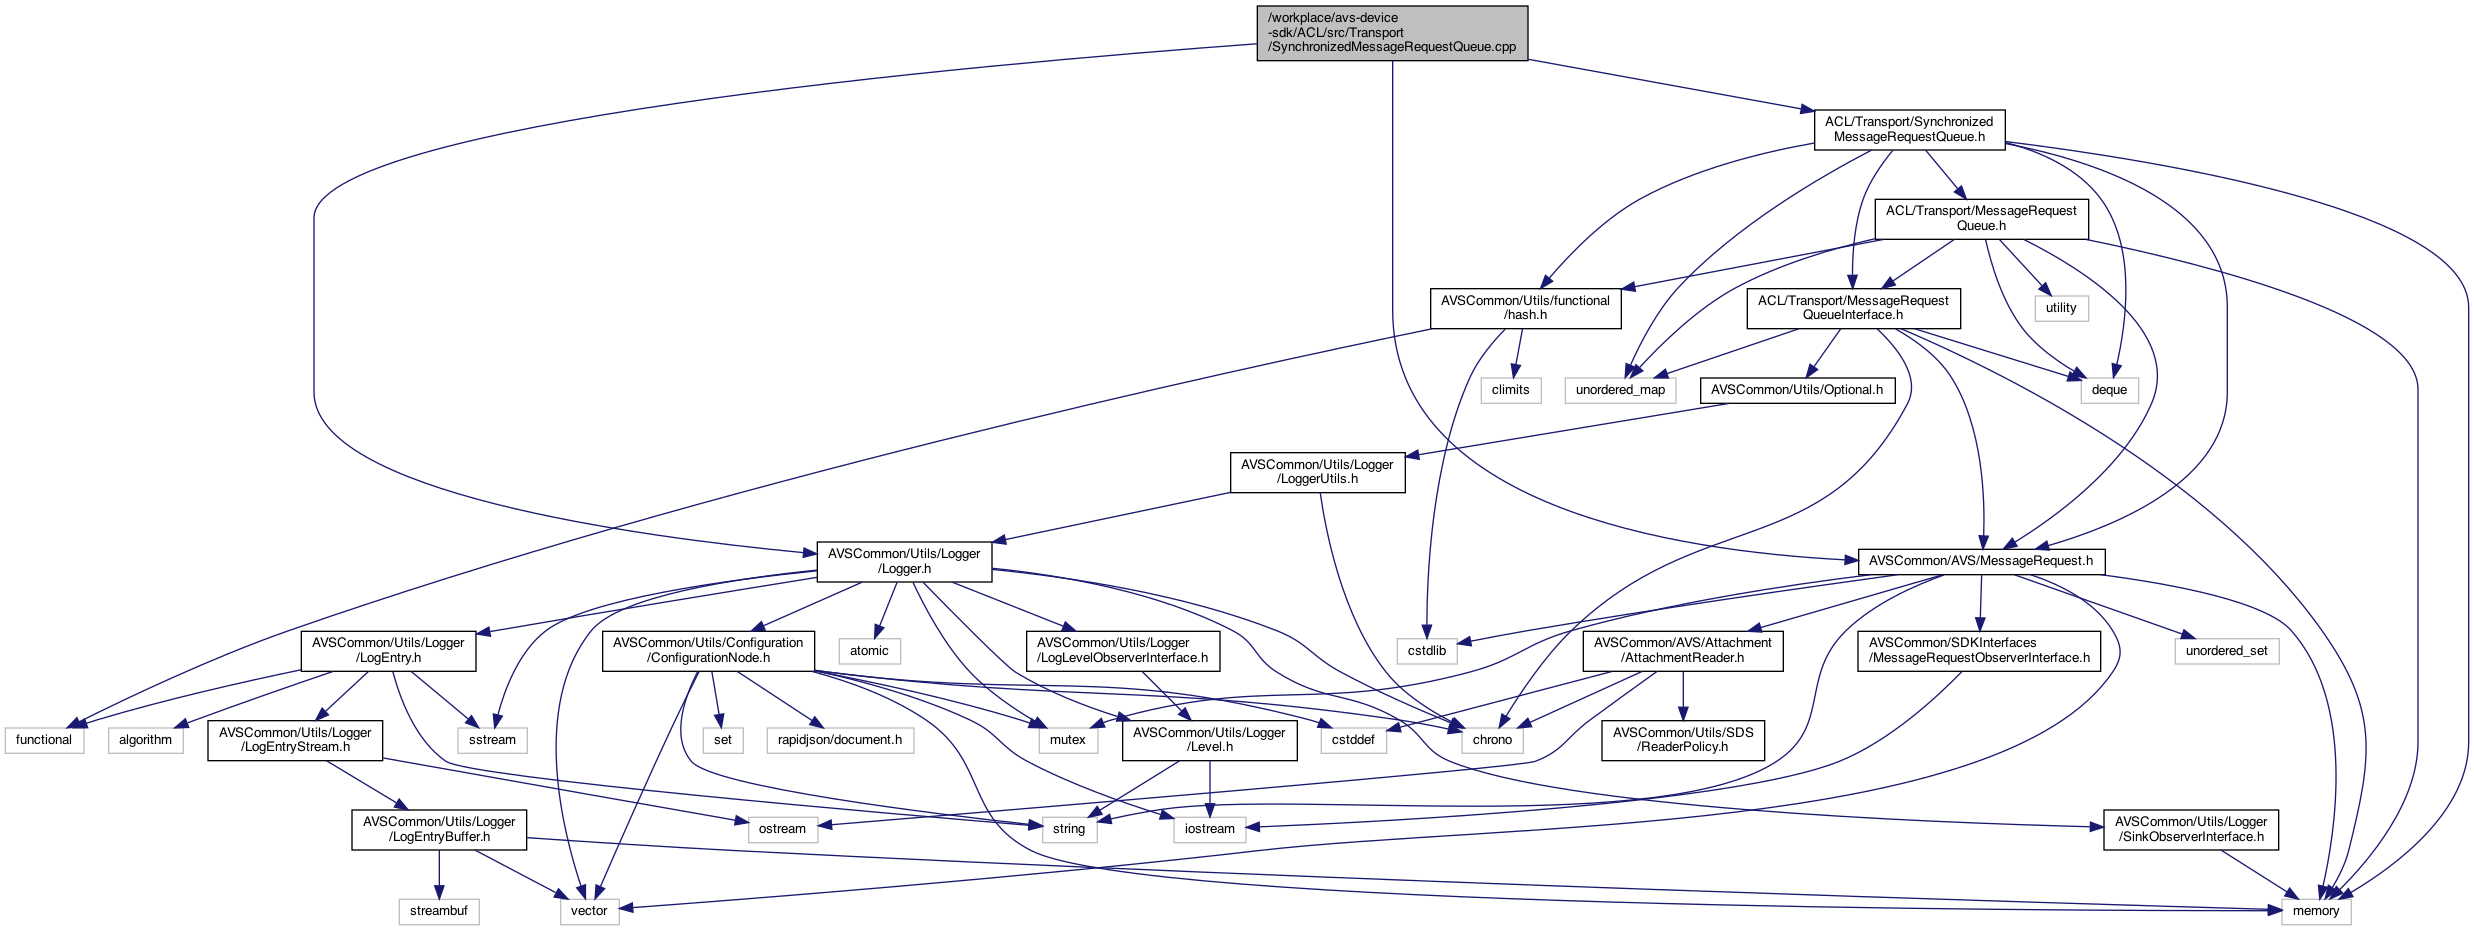 /workplace/avs-device
-sdk/ACL/src/Transport
/SynchronizedMessageRequestQueue.cpp
ACL/Transport/Synchronized
MessageRequestQueue.h
ACL/Transport/MessageRequest
Queue.h
AVSCommon/Utils/functional
/hash.h
ACL/Transport/MessageRequest
QueueInterface.h
utility
climits
unordered_map
AVSCommon/Utils/Optional.h
deque
AVSCommon/Utils/Logger
/LoggerUtils.h
AVSCommon/Utils/Logger
/Logger.h
AVSCommon/AVS/MessageRequest.h
AVSCommon/Utils/Logger
/LogEntry.h
AVSCommon/Utils/Configuration
/ConfigurationNode.h
atomic
AVSCommon/Utils/Logger
/LogLevelObserverInterface.h
cstdlib
AVSCommon/AVS/Attachment
/AttachmentReader.h
AVSCommon/SDKInterfaces
/MessageRequestObserverInterface.h
unordered_set
functional
algorithm
AVSCommon/Utils/Logger
/LogEntryStream.h
sstream
set
rapidjson/document.h
mutex
AVSCommon/Utils/Logger
/Level.h
cstddef
chrono
AVSCommon/Utils/SDS
/ReaderPolicy.h
AVSCommon/Utils/Logger
/LogEntryBuffer.h
ostream
string
iostream
AVSCommon/Utils/Logger
/SinkObserverInterface.h
streambuf
vector
memory